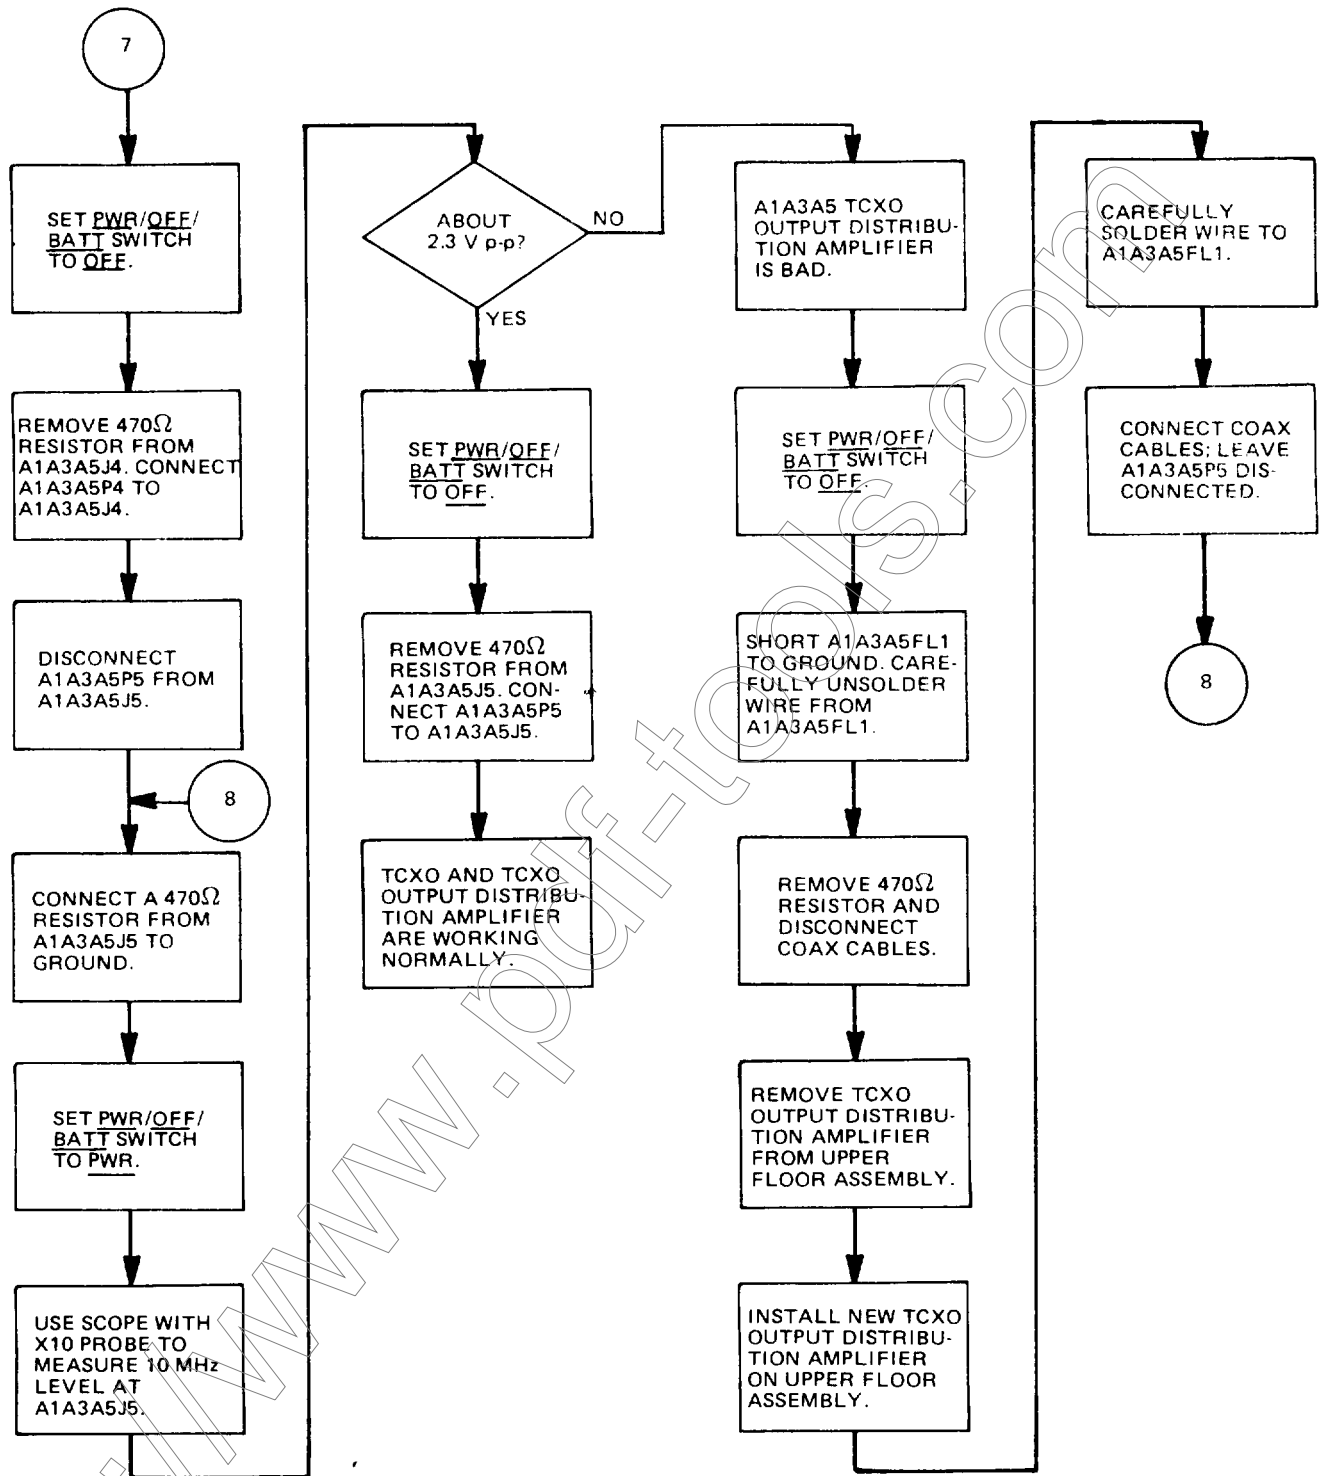 7
SET PWR/OFF/
BATT SWITCH
TO OFF.
REMOVE 470Ω
RESISTOR FROM
A1A3A5J4. CONNECT
A1A3A5P4 TO
A1A3A5J4.
DISCONNECT
A1A3A5P5 FROM
A1A3A5J5.
8
CONNECT A 470Ω
RESISTOR FROM
A1A3A5J5 TO
GROUND.
SET PWR/OFF/
BATT SWITCH
TO PWR.
USE SCOPE WITH
X10 PROBE TO
MEASURE 10 MHz
LEVEL AT
A1A3A5J5.
ABOUT
2.3 V p-p?
NO
YES
SET PWR/OFF/
BATT SWITCH
TO OFF.
REMOVE 470Ω
RESISTOR FROM
A1A3A5J5. CON-
NECT A1A3A5P5
TO A1A3A5J5.
TCXO AND TCXO
OUTPUT DISTRIBU-
TION AMPLIFIER
ARE WORKING
NORMALLY.
A1A3A5 TCXO
OUTPUT DISTRIBU-
TION AMPLIFIER
IS BAD.
SET PWR/OFF/
BATT SWITCH
TO OFF.
SHORT A1A3A5FL1
TO GROUND. CARE-
FULLY UNSOLDER
WIRE FROM
A1A3A5FL1.
REMOVE 470Ω
RESISTOR AND
DISCONNECT
COAX CABLES.
REMOVE TCXO
OUTPUT DISTRIBU-
TION AMPLIFIER
FROM UPPER
FLOOR ASSEMBLY.
INSTALL NEW TCXO
OUTPUT DISTRIBU-
TION AMPLIFIER
ON UPPER FLOOR
ASSEMBLY.
CAREFULLY
SOLDER WIRE TO
A1A3A5FL1.
CONNECT COAX
CABLES; LEAVE
A1A3A5P5 DIS-
CONNECTED.
8
//www.pdf-tools.com